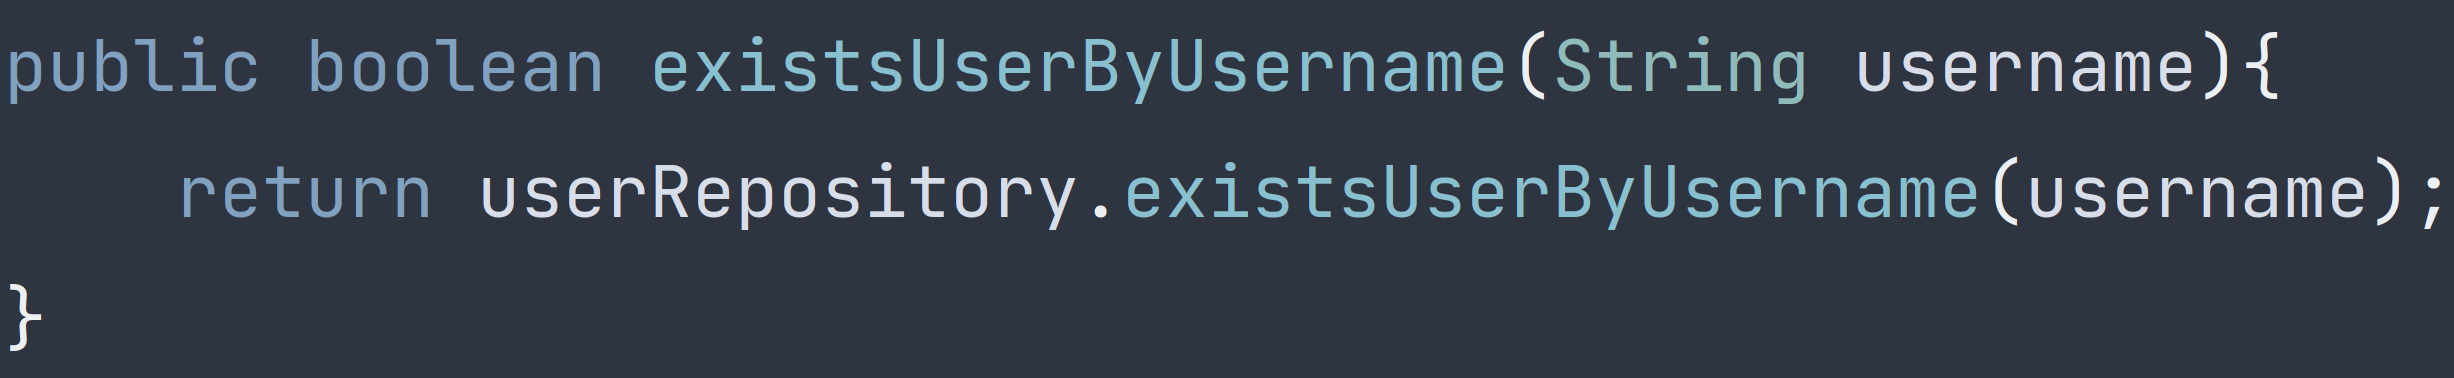 public boolean existsUserByUsername(String username){
    return userRepository.existsUserByUsername(username);
}